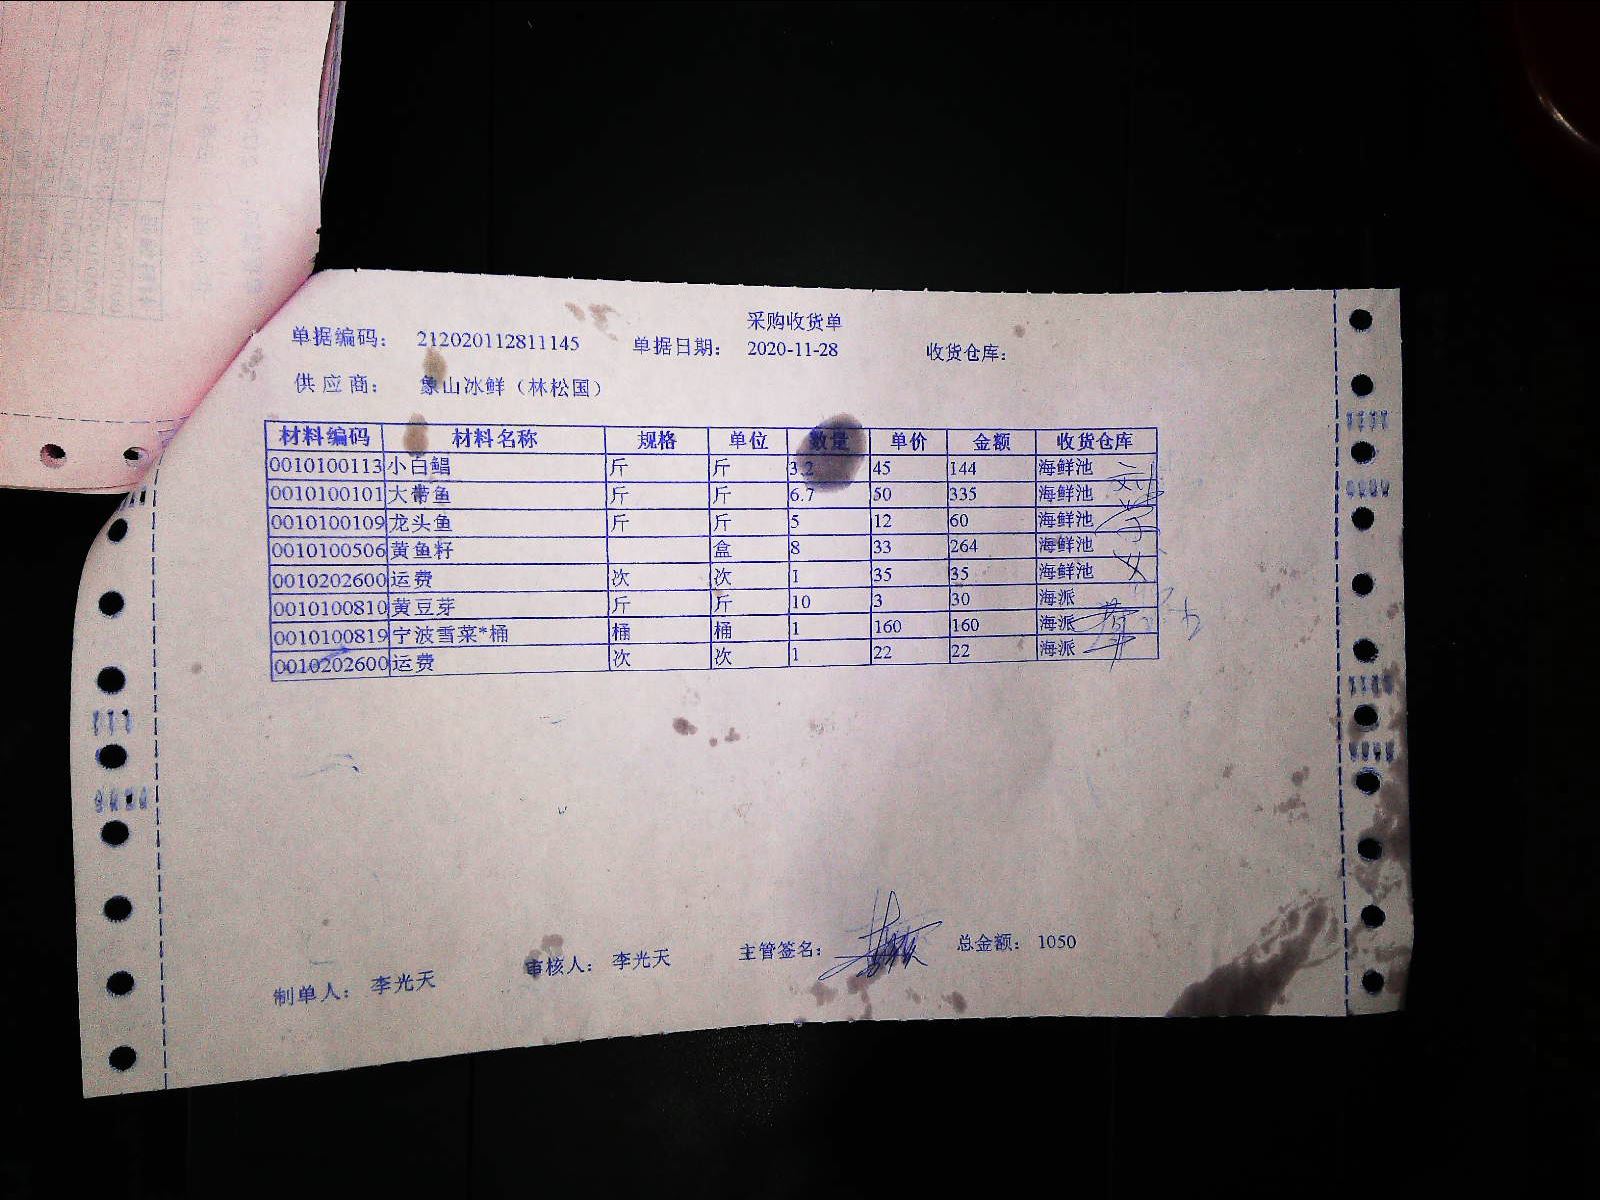 采购收货单
单据编码： 212020112811145 单据日期： 2020-11-28 收货仓库：
供应商： 象山冰鲜（林松国）
材料编码 材料名称 规格 单位 数量 单价 金额 收货仓库
0010100113 小白鲳 斤 斤 3.2 45 144 海鲜池
0010100101 大带鱼 斤 斤 6.7 50 335 海鲜池
0010100109 龙头鱼 斤 斤 5 12 60 海鲜池
0010100506 黄鱼籽 盒 8 33 264 海鲜池
0010202600 运费 次 次 1 35 35 海鲜池
0010100810 黄豆芽 斤 斤 10 3 30 海派
0010100819 宁波雪菜*桶 桶 桶 1 160 160 海派
0010202600 运费 次 次 1 22 22 海派
制单人： 李光天 审核人： 李光天 主管签名： 总金额： 1050